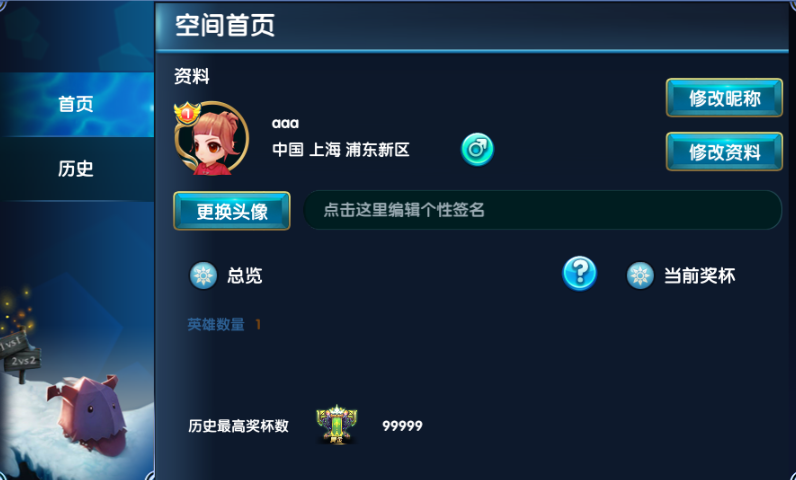 空间首页
首页
历史
资料
1
aaa
中国 上海 浦东新区
修改昵称
修改资料
更换头像
点击这里编辑个性签名
总览
?
当前奖杯
英雄数量 1
1vs1
2vs2
历史最高奖杯数
99999